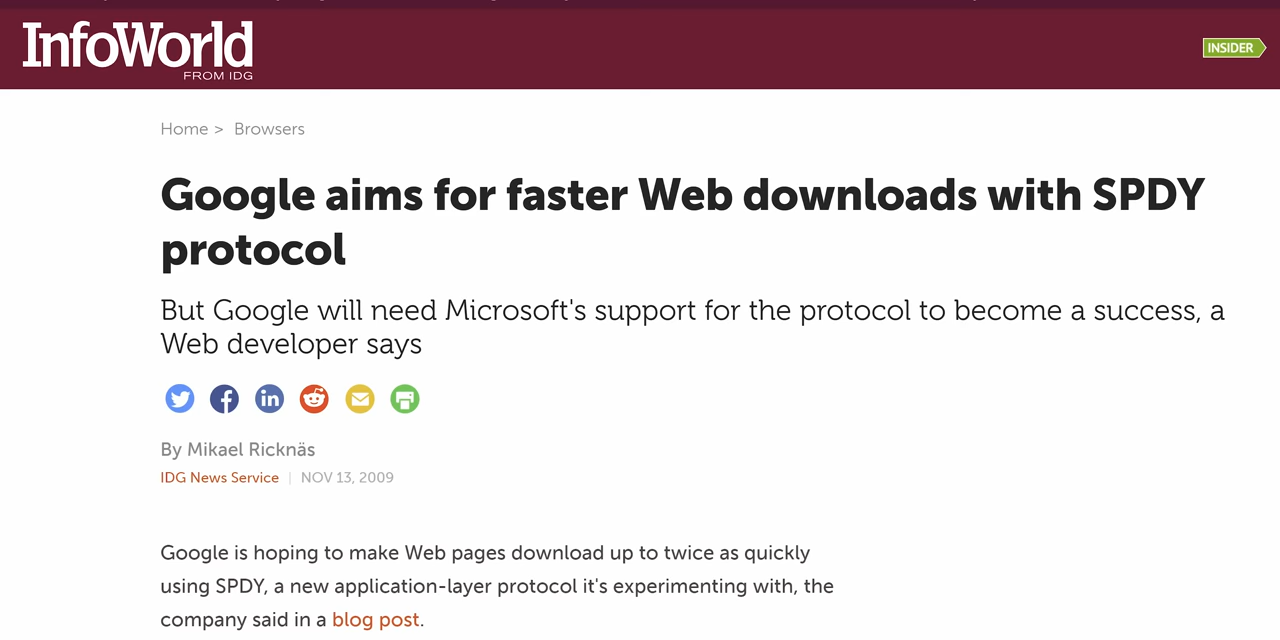 InfoWorld
FROM IDG
INSIDER
Home > Browsers
Google aims for faster Web downloads with SPDY
protocol
But Google will need Microsoft's support for the protocol to become a success, a
Web developer says
By Mikael Ricknäs
IDG News Service | NOV 13, 2009
Google is hoping to make Web pages download up to twice as quickly
using SPDY, a new application-layer protocol it's experimenting with, the
company said in a blog post.